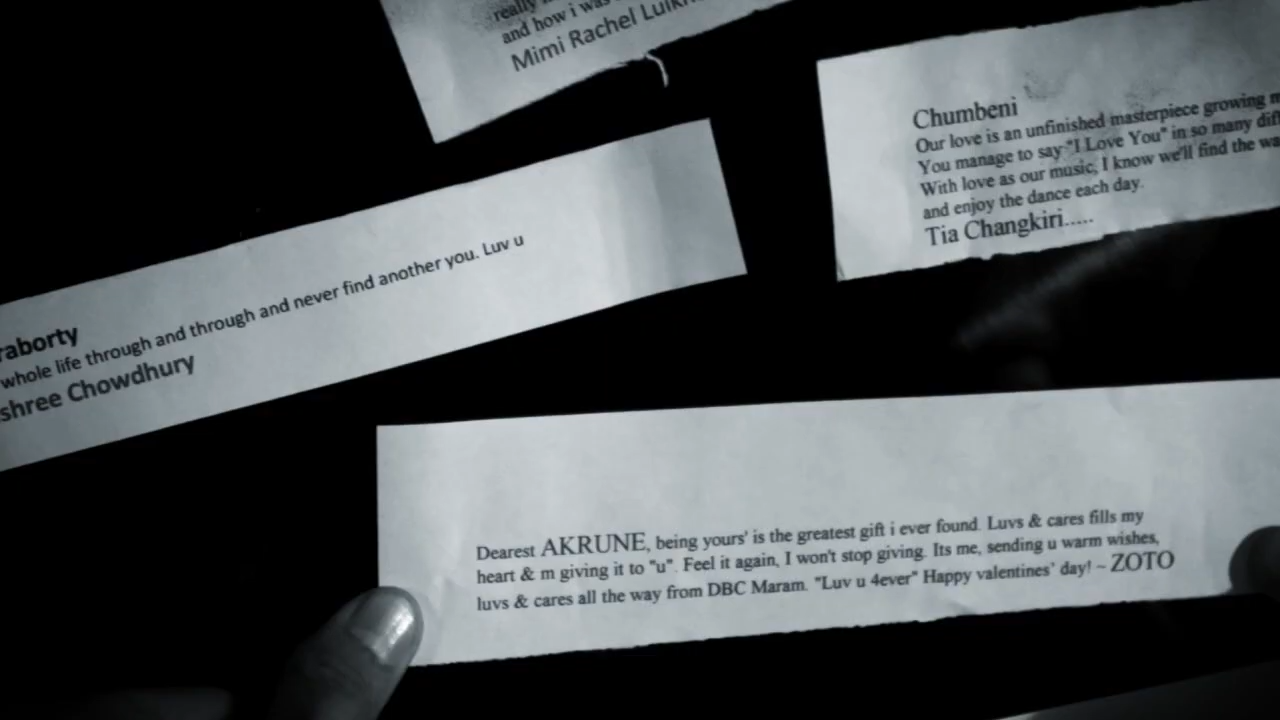 really
and how i was
Mimi Rachel
Chumbeni
Our love is an unfinished masterpiece growing
You manage to say "I Love You" in so many
With love as our music, I know we'll find the
and enjoy the dance each day.
Tia Changkiri.....
raborty
whole life through and through and never find another you. Luv u
shree Chowdhury
Dearest AKRUNE, being yours' is the greatest gift i ever found. Luvs & cares fills my
heart & m giving it to "u". Feel it again, I won't stop giving. Its me, sending u warm wishes,
luvs & cares all the way from DBC Maram. "Luv u 4ever" Happy valentines' day! ~ ZOTO